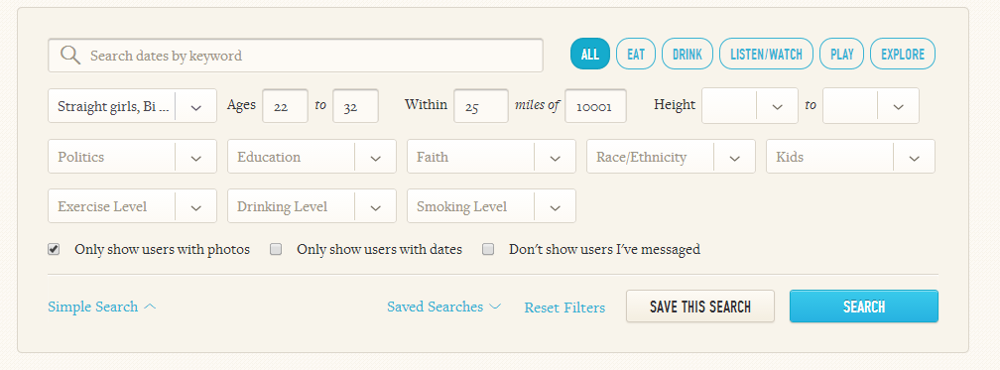 Search dates by keyword ALL EAT DRINK LISTEN/WATCH PLAY EXPLORE
Straight girls, Bi ... Ages 22 to 32 Within 25 miles of 10001 Height to
Politics Education Faith Race/Ethnicity Kids
Exercise Level Drinking Level Smoking Level
Only show users with photos Only show users with dates Don't show users I've messaged
Simple Search Saved Searches Reset Filters SAVE THIS SEARCH SEARCH